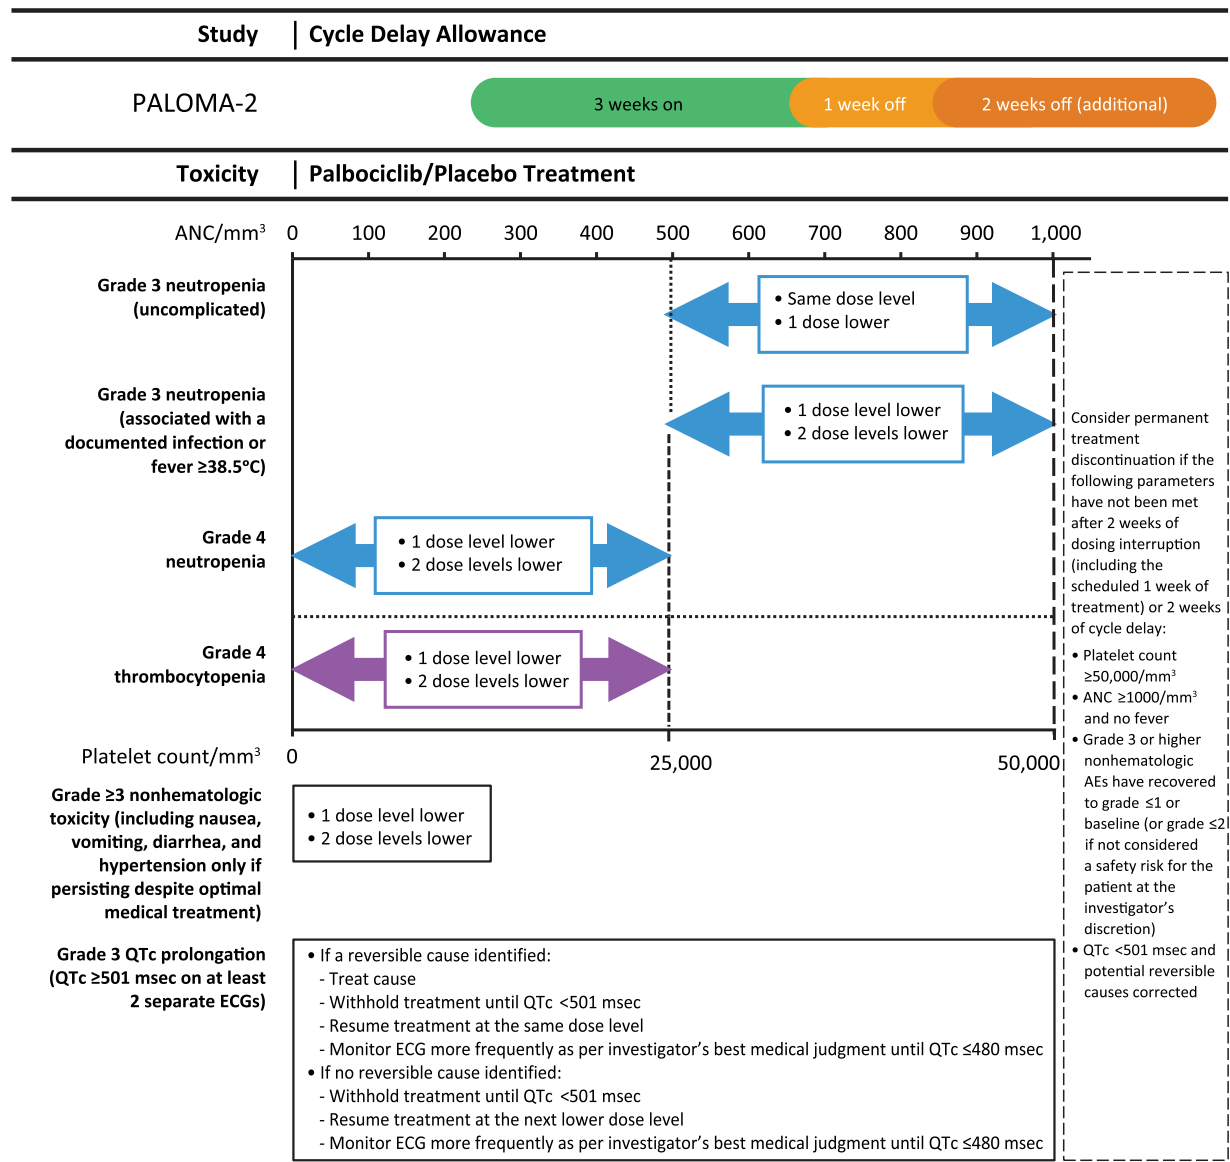 Study | Cycle Delay Allowance
PALOMA-2
3 weeks on
1 week off
2 weeks off (additional)
Toxicity | Palbociclib/Placebo Treatment
ANC/mm³ 0 100 200 300 400 500 600 700 800 900 1,000
Grade 3 neutropenia
(uncomplicated)
• Same dose level
• 1 dose lower
Grade 3 neutropenia
(associated with a
documented infection or
fever ≥38.5°C)
• 1 dose level lower
• 2 dose levels lower
Grade 4
neutropenia
• 1 dose level lower
• 2 dose levels lower
Grade 4
thrombocytopenia
• 1 dose level lower
• 2 dose levels lower
Platelet count/mm³ 0 25,000 50,000
Grade ≥3 nonhematologic
toxicity (including nausea,
vomiting, diarrhea, and
hypertension only if
persisting despite optimal
medical treatment)
• 1 dose level lower
• 2 dose levels lower
Grade 3 QTc prolongation
(QTc ≥501 msec on at least
2 separate ECGs)
• If a reversible cause identified:
- Treat cause
- Withhold treatment until QTc <501 msec
- Resume treatment at the same dose level
- Monitor ECG more frequently as per investigator's best medical judgment until QTc ≤480 msec
• If no reversible cause identified:
- Withhold treatment until QTc <501 msec
- Resume treatment at the next lower dose level
- Monitor ECG more frequently as per investigator's best medical judgment until QTc ≤480 msec
Consider permanent
treatment
discontinuation if the
following parameters
have not been met
after 2 weeks of
dosing interruption
(including the
scheduled 1 week of
treatment) or 2 weeks
of cycle delay:
• Platelet count
≥50,000/mm³
• ANC ≥1000/mm³
and no fever
• Grade 3 or higher
nonhematologic
AEs have recovered
to grade ≤1 or
baseline (or grade ≤2
if not considered
a safety risk for the
patient at the
investigator's
discretion)
• QTc <501 msec and
potential reversible
causes corrected